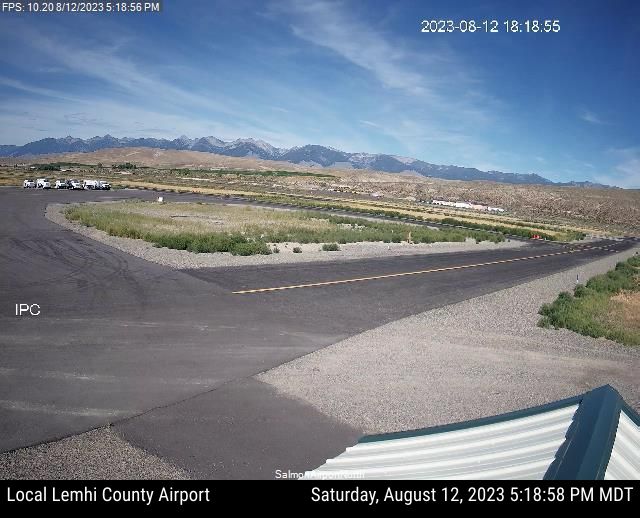 FPS: 10.20 8/12/2023 5:18:56 PM
2023-08-12 18:18:55
IPC
SalmonAirportNorth
Local Lemhi County Airport
Saturday, August 12, 2023 5:18:58 PM MDT